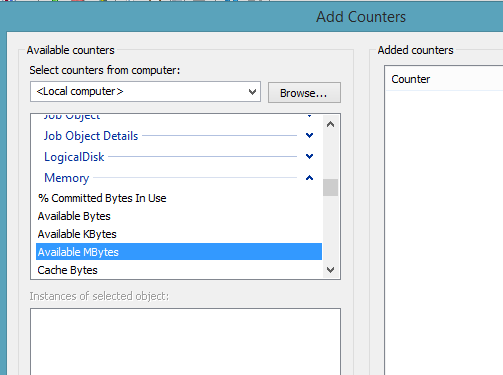 Add Counters
Available counters
Select counters from computer:
<Local computer>
Browse...
Job Object
Job Object Details
LogicalDisk
Memory
% Committed Bytes In Use
Available Bytes
Available KBytes
Available MBytes
Cache Bytes
Instances of selected object:
Added counters
Counter